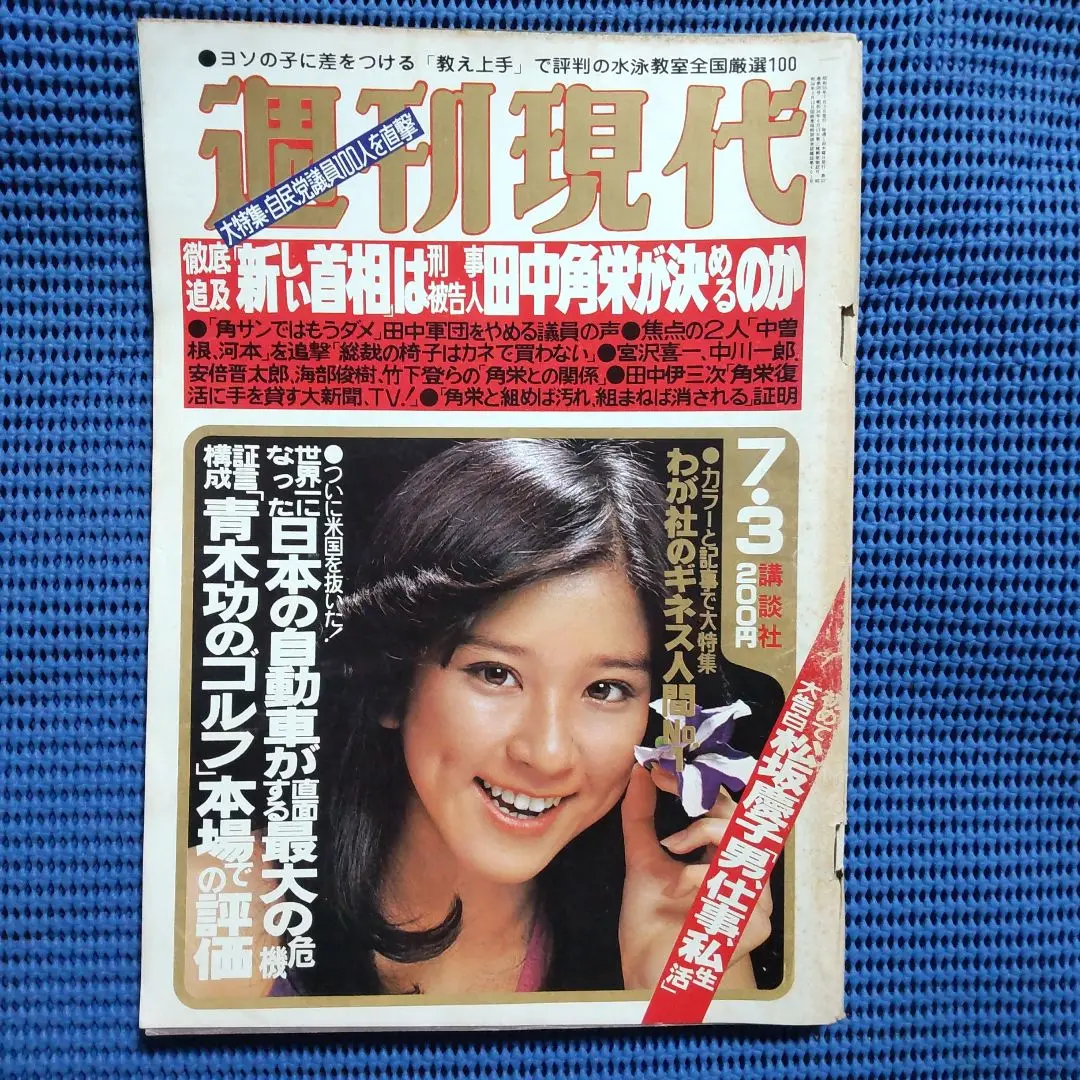 ●ヨソの子に差をつける「教え上手」で評判の水泳教室全国厳選100
週刊現代
大特集・自民党議員100人を直撃
徹底追及「新しい首相」は刑事被告人田中角栄が決めるのか
●「角サンではもうダメ」田中軍団をやめる議員の声●焦点の2人「中曽
根、河本」を追撃「総裁の椅子はカネで買わない」●宮沢喜一、中川一郎、
安倍晋太郎、海部俊樹、竹下登らの「角栄との関係」●田中伊三次「角栄復
活に手を貸す大新聞、TV!」●「角栄と組めば汚れ、組まねば消される」証明
7・3
講談社
200円
●カラーと記事で大特集
わが社のギネス人間No.1
●ついに米国を抜いた!
世界一になった日本の自動車が直面する最大の危機
証言構成「青木功のゴルフ」本場での評価
初めて、大告白
松坂慶子「男、仕事、私生活」